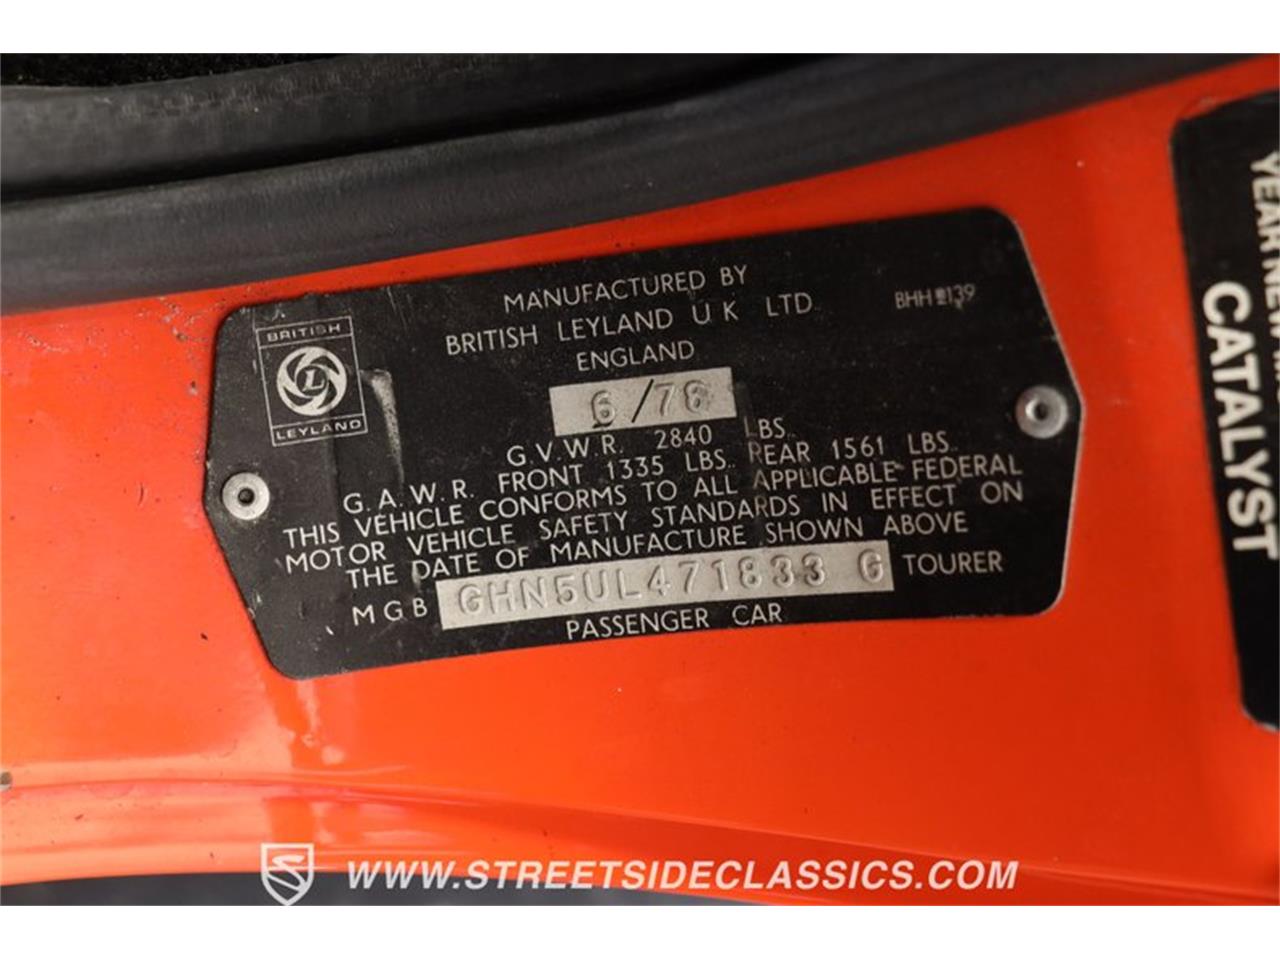 MANUFACTURED BY
BRITISH LEYLAND U K LTD
BHH 2139
ENGLAND
BRITISH
L
LEYLAND
6/78
G.V.W.R. 2840 LBS.
G.A.W.R. FRONT 1335 LBS. REAR 1561 LBS.
THIS VEHICLE CONFORMS TO ALL APPLICABLE FEDERAL
MOTOR VEHICLE SAFETY STANDARDS IN EFFECT ON
THE DATE OF MANUFACTURE SHOWN ABOVE
MGB GHN5UL471833 G TOURER
PASSENGER CAR
CATALYST
S
WWW.STREETSIDECLASSICS.COM